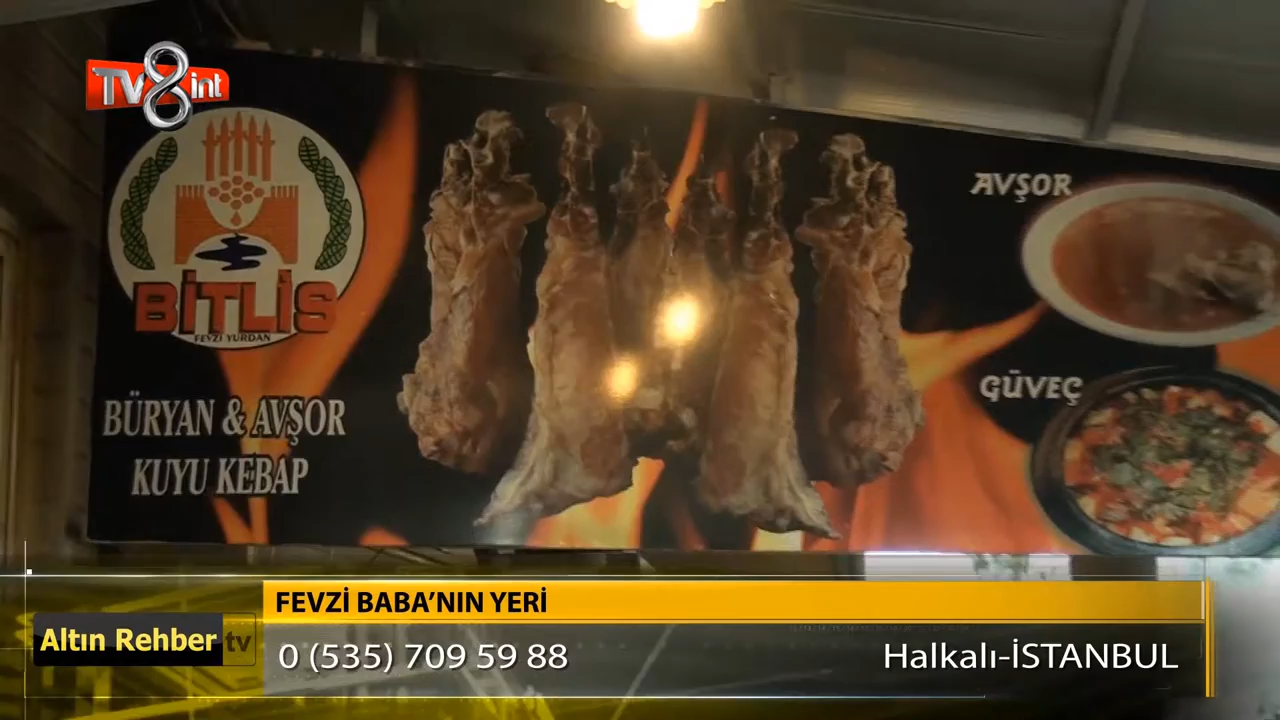 TV8int
BİTLİS
FEVZİ YURDAN
BÜRYAN & AVŞOR
KUYU KEBAP
AVŞOR
GÜVEÇ
FEVZİ BABA’NIN YERİ
Altın Rehber tv
0 (535) 709 59 88
Halkalı-İSTANBUL